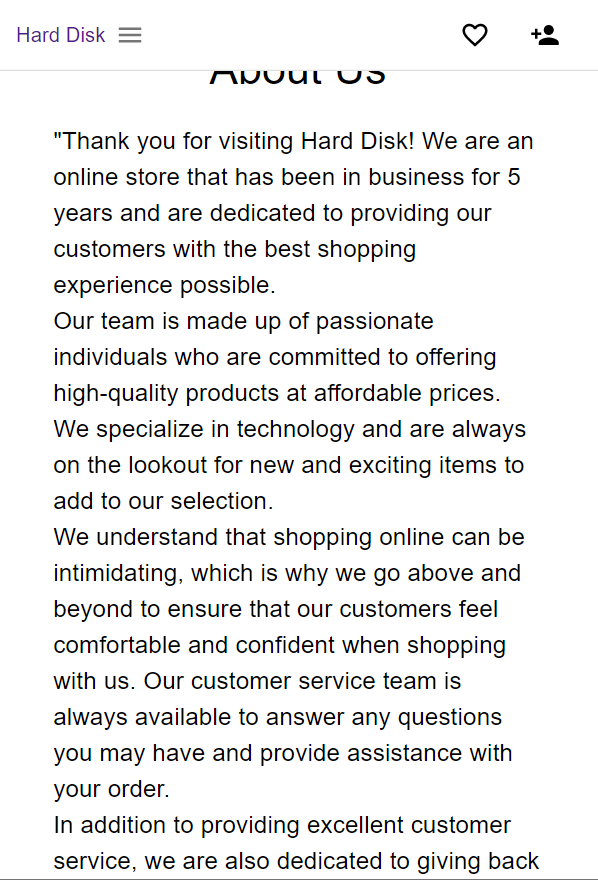 Hard Disk
About Us
"Thank you for visiting Hard Disk! We are an
online store that has been in business for 5
years and are dedicated to providing our
customers with the best shopping
experience possible.
Our team is made up of passionate
individuals who are committed to offering
high-quality products at affordable prices.
We specialize in technology and are always
on the lookout for new and exciting items to
add to our selection.
We understand that shopping online can be
intimidating, which is why we go above and
beyond to ensure that our customers feel
comfortable and confident when shopping
with us. Our customer service team is
always available to answer any questions
you may have and provide assistance with
your order.
In addition to providing excellent customer
service, we are also dedicated to giving back